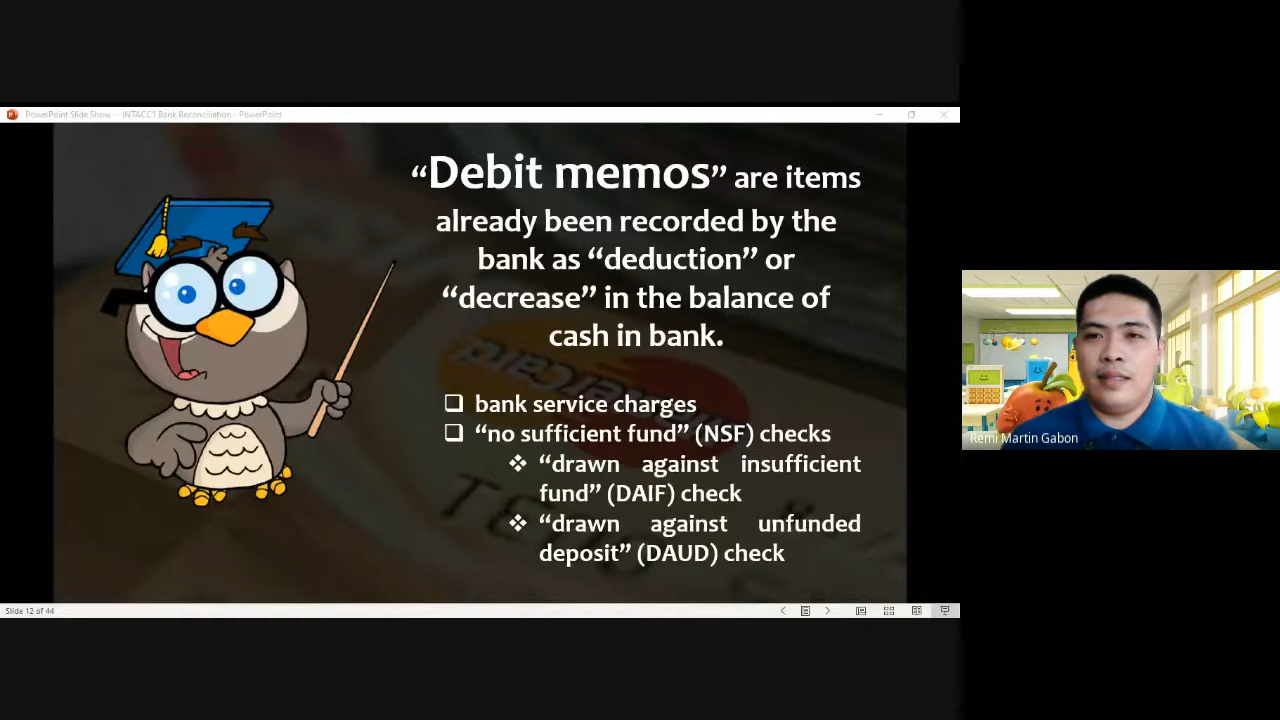 PowerPoint Slide Show - INTACC1 Bank Reconciliation - PowerPoint
“Debit memos” are items
already been recorded by the
bank as “deduction” or
“decrease” in the balance of
cash in bank.
❑ bank service charges
❑ “no sufficient fund” (NSF) checks
❖ “drawn against insufficient
fund” (DAIF) check
❖ “drawn against unfunded
deposit” (DAUD) check
Slide 12 of 44
Remi Martin Gabon